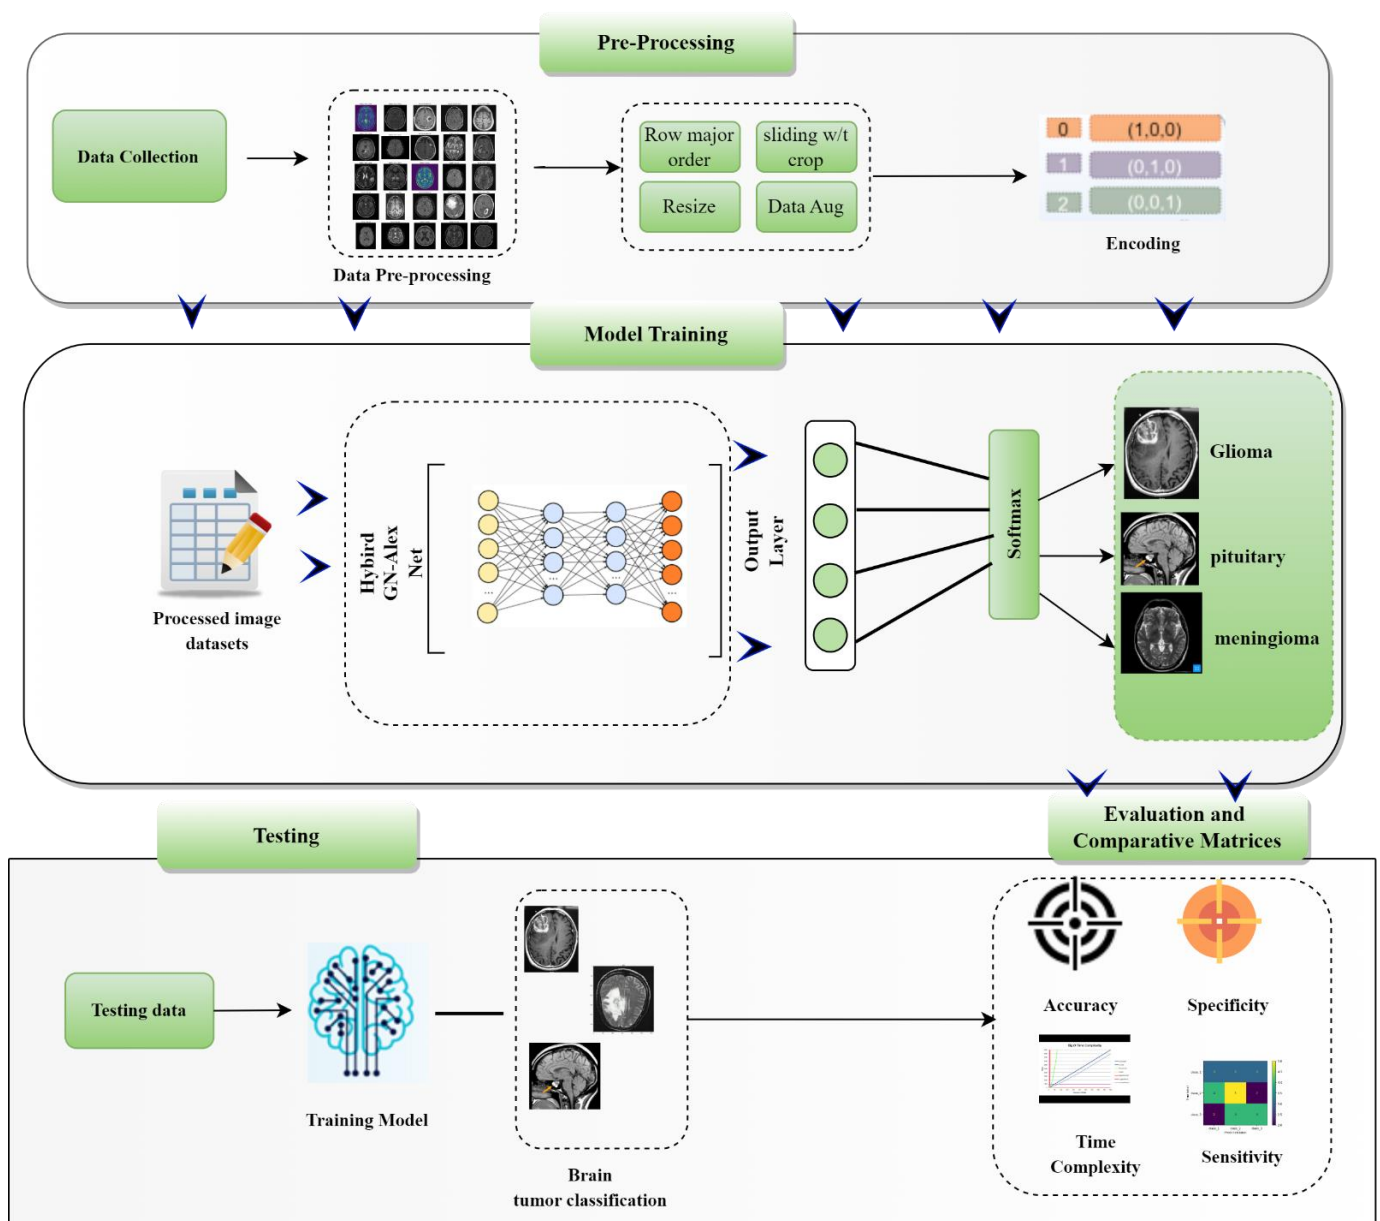 Pre-Processing
Data Collection
Data Pre-processing
Row major
order
sliding w/t
crop
Resize
Data Aug
0 (1,0,0)
1 (0,1,0)
2 (0,0,1)
Encoding
Model Training
Processed image
datasets
Hybird
GN-Alex
Net
...
...
...
...
Output
Layer
Softmax
Glioma
pituitary
meningioma
Testing
Evaluation and
Comparative Matrices
Testing data
Training Model
Brain
tumor classification
Accuracy
Specificity
Time
Complexity
Sensitivity